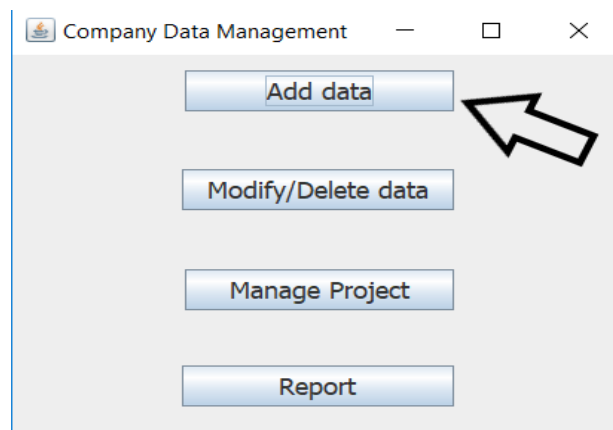 Company Data Management
Add data
Modify/Delete data
Manage Project
Report